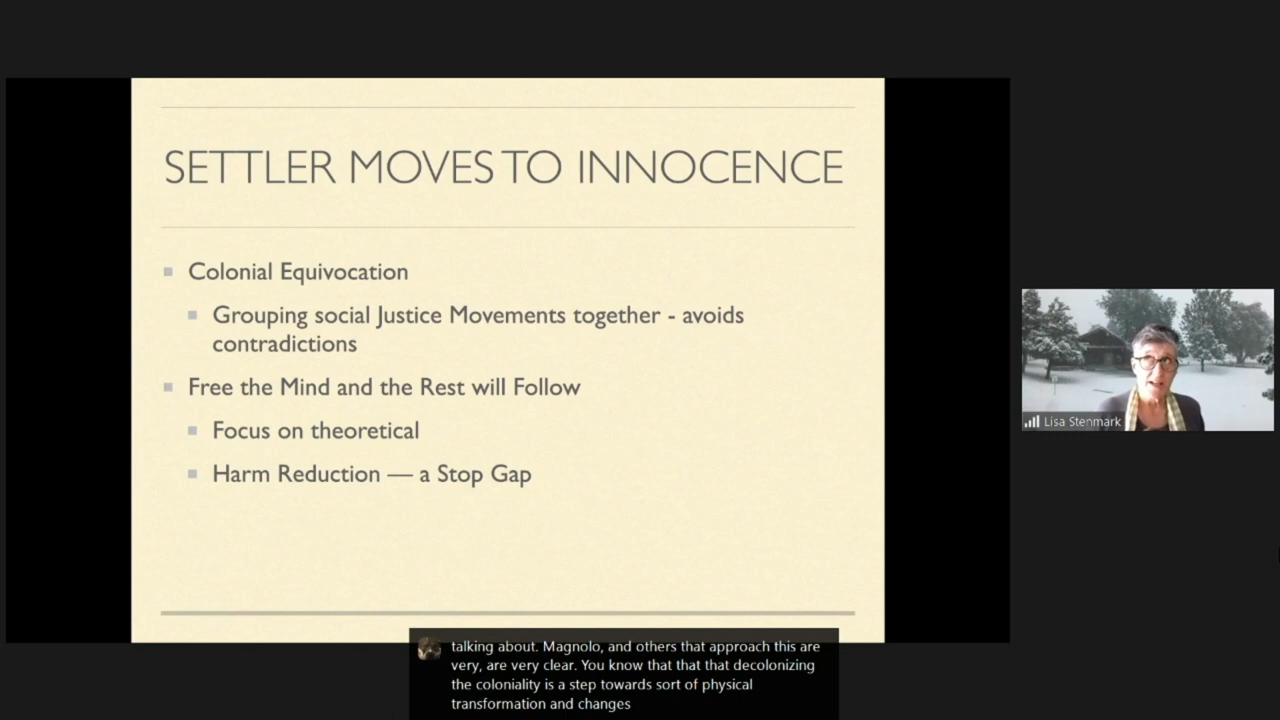 SETTLER MOVES TO INNOCENCE
Colonial Equivocation
Grouping social Justice Movements together - avoids
contradictions
Free the Mind and the Rest will Follow
Focus on theoretical
Harm Reduction — a Stop Gap
Lisa Stenmark
talking about. Magnolo, and others that approach this are
very, are very clear. You know that that that decolonizing
the coloniality is a step towards sort of physical
transformation and changes